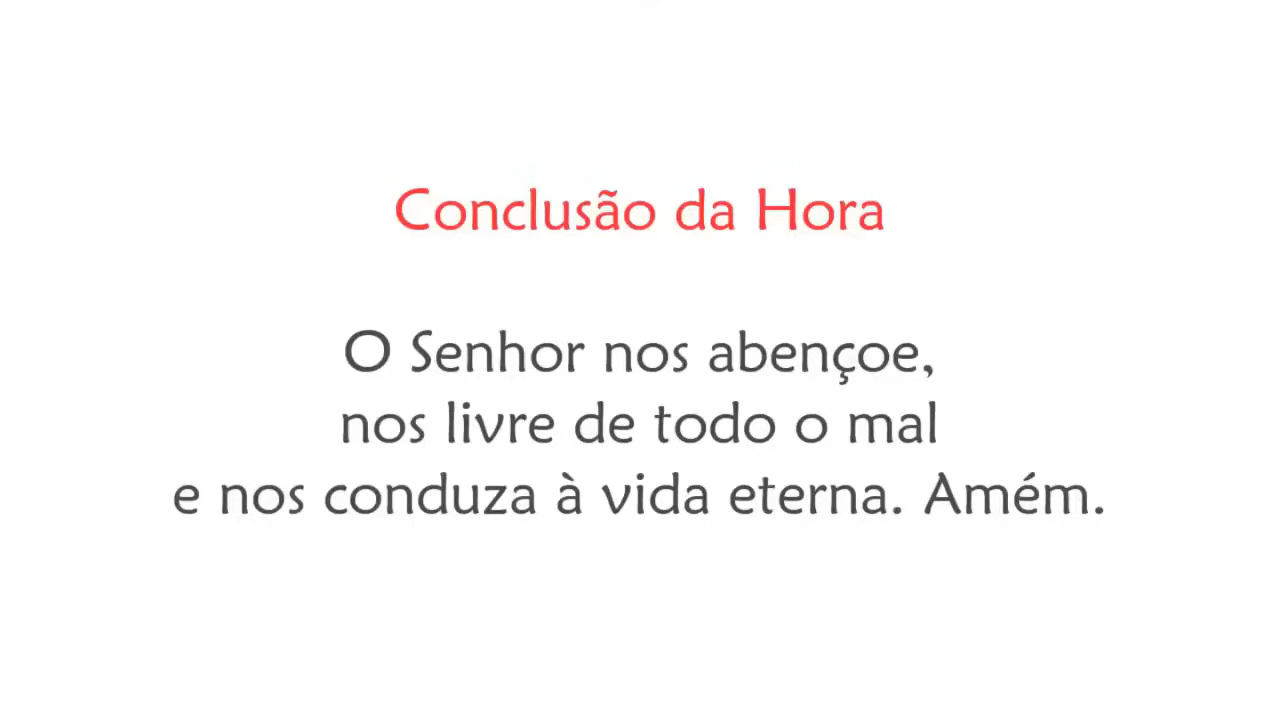 Conclusão da Hora
O Senhor nos abençoe,
nos livre de todo o mal
e nos conduza à vida eterna. Amém.